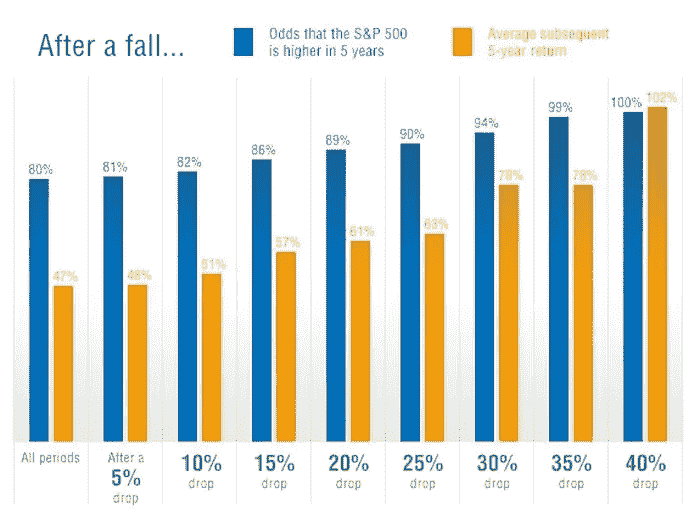 After a fall...
Odds that the S&P 500
is higher in 5 years
Average subsequent
5-year return
80%
47%
81%
48%
82%
51%
86%
57%
89%
61%
90%
63%
94%
78%
99%
78%
100%
102%
All periods
After a
5%
drop
10%
drop
15%
drop
20%
drop
25%
drop
30%
drop
35%
drop
40%
drop